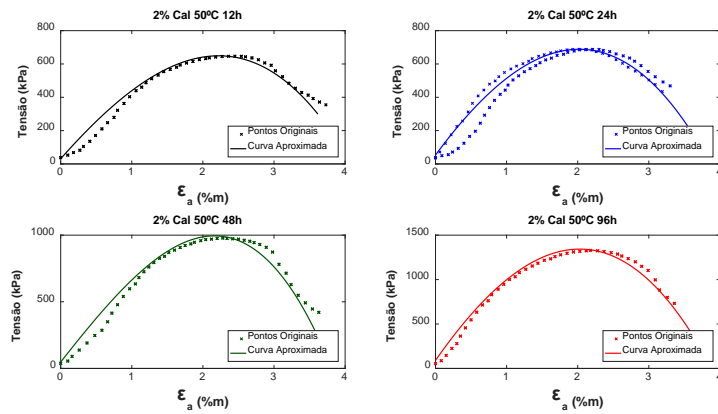 2% Cal 50ºC 12h
800
600
400
200
0
Tensão (kPa)
Pontos Originais
Curva Aproximada
0 1 2 3 4
ε a (%m)
2% Cal 50ºC 24h
800
600
400
200
0
Tensão (kPa)
Pontos Originais
Curva Aproximada
0 1 2 3 4
ε a (%m)
2% Cal 50ºC 48h
1000
500
0
Tensão (kPa)
Pontos Originais
Curva Aproximada
0 1 2 3 4
ε a (%m)
2% Cal 50ºC 96h
1500
1000
500
0
Tensão (kPa)
Pontos Originais
Curva Aproximada
0 1 2 3 4
ε a (%m)